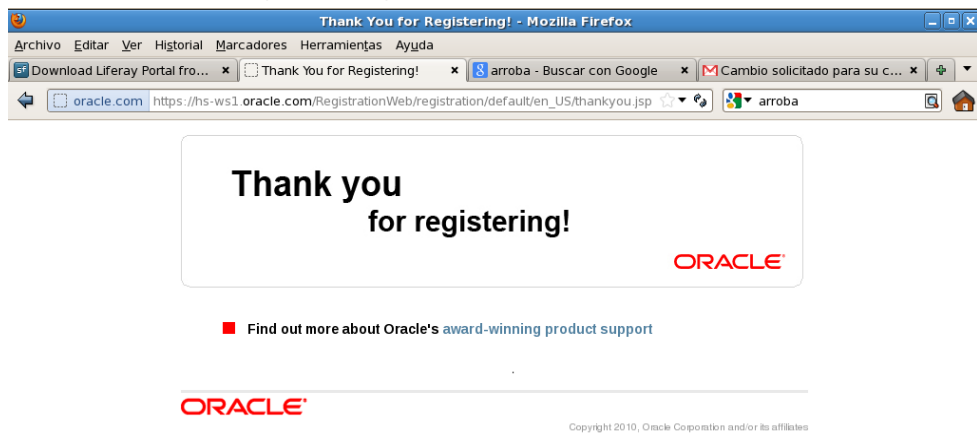 Thank You for Registering! - Mozilla Firefox
Archivo Editar Ver Historial Marcadores Herramientas Ayuda
Download Liferay Portal fro... Thank You for Registering! arroba - Buscar con Google Cambio solicitado para su c...
oracle.com https://hs-ws1.oracle.com/RegistrationWeb/registration/default/en_US/thankyou.jsp arroba
Thank you
for registering!
ORACLE
Find out more about Oracle's award-winning product support
.
ORACLE
Copyright 2010, Oracle Corporation and/or its affiliates